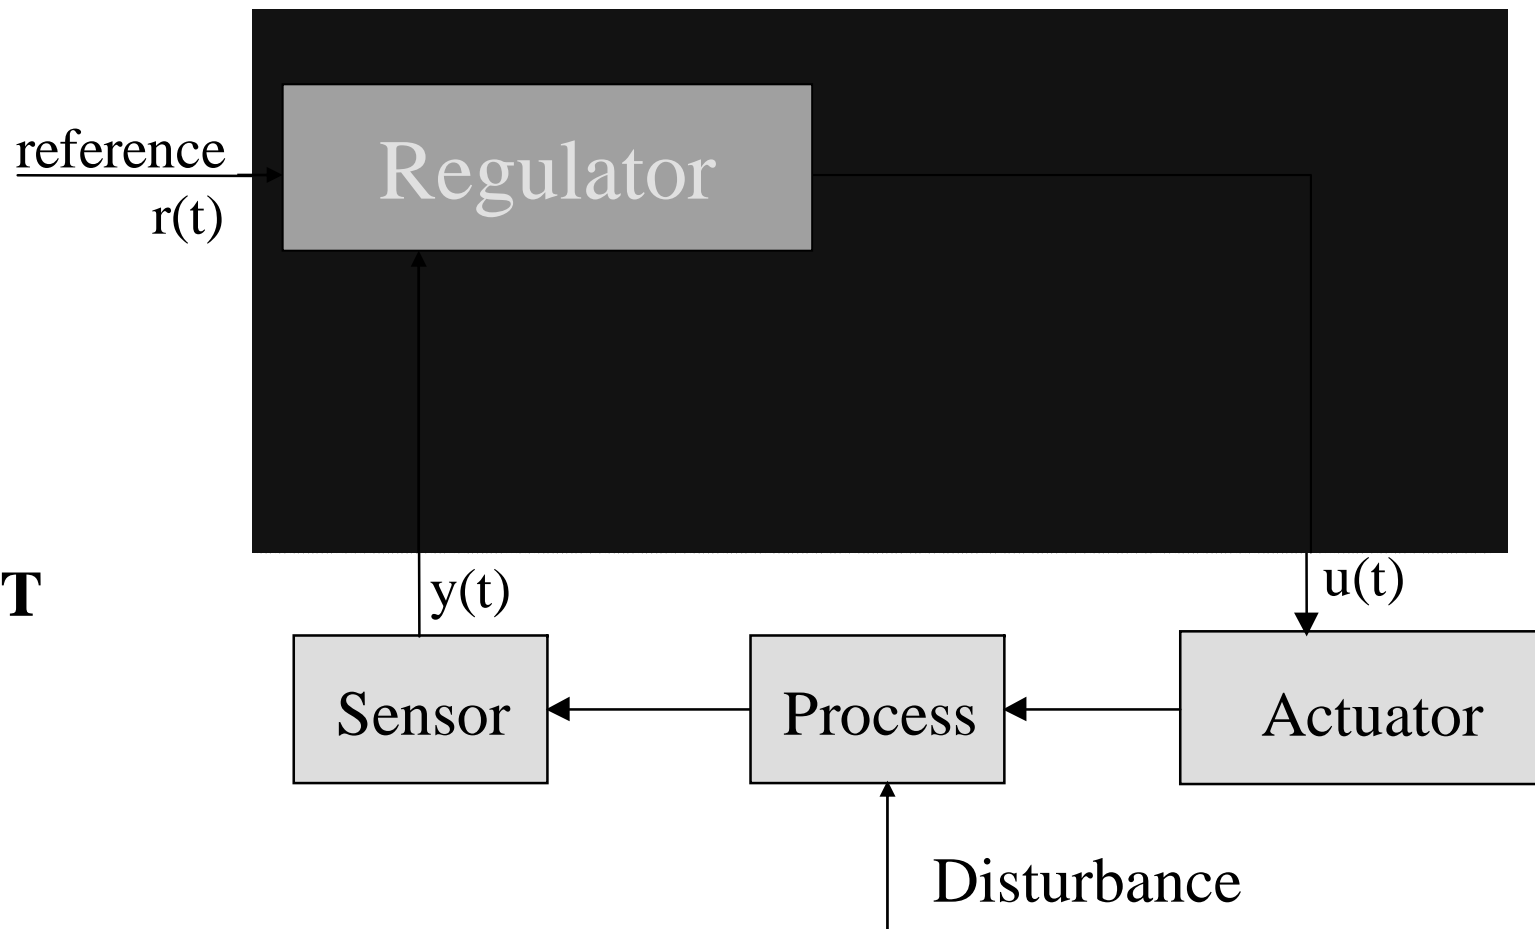 reference
Regulator
r(t)
T
y(t)
u(t)
Sensor
Process
Actuator
Disturbance